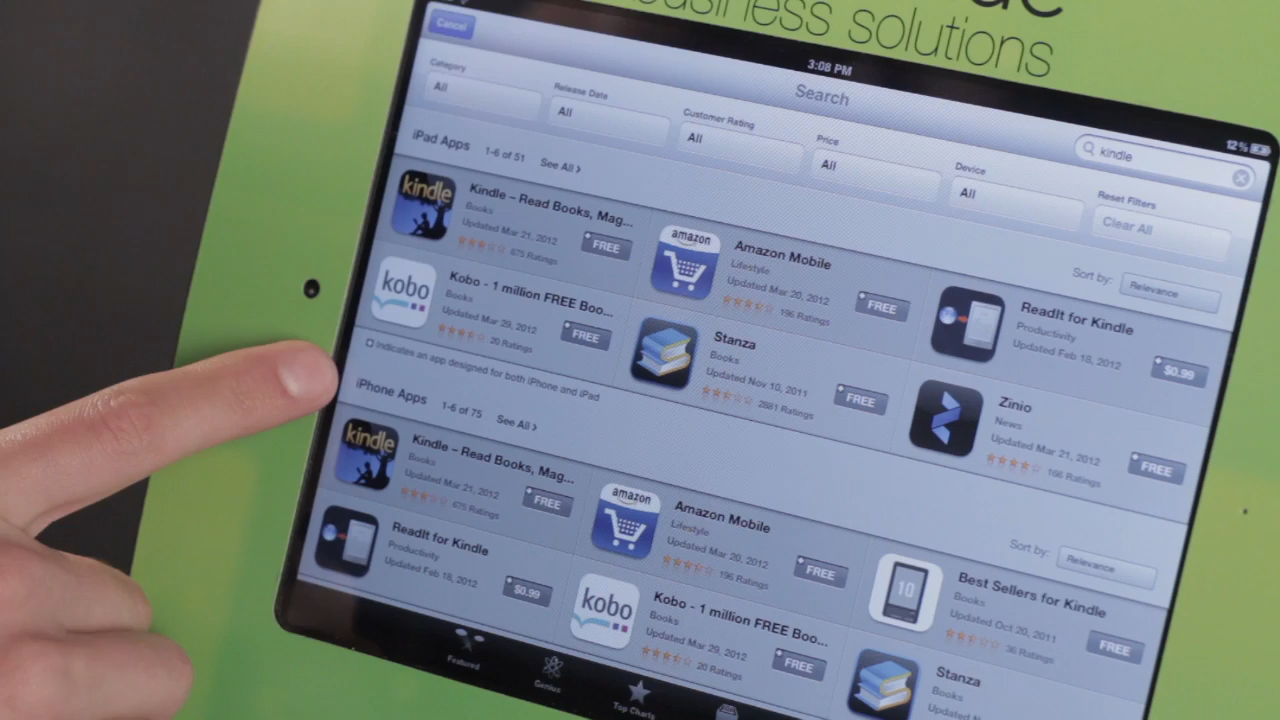 business solutions
3:08 PM
12%
Cancel
Search
kindle
Category
Release Date
Customer Rating
Price
Device
Reset Filters
All
All
All
All
All
Clear All
iPad Apps 1-6 of 51 See All ›
Sort by: Relevance
kindle
Kindle – Read Books, Mag...
Books
Updated Mar 21, 2012
675 Ratings
FREE
amazon
Amazon Mobile
Lifestyle
Updated Mar 20, 2012
196 Ratings
FREE
ReadIt for Kindle
Productivity
Updated Feb 18, 2012
$0.99
kobo
Kobo - 1 million FREE Boo...
Books
Updated Mar 29, 2012
20 Ratings
FREE
Stanza
Books
Updated Nov 10, 2011
2881 Ratings
FREE
Zinio
News
Updated Mar 21, 2012
166 Ratings
FREE
Indicates an app designed for both iPhone and iPad
iPhone Apps 1-6 of 75 See All ›
Sort by: Relevance
kindle
Kindle – Read Books, Mag...
Books
Updated Mar 21, 2012
675 Ratings
FREE
amazon
Amazon Mobile
Lifestyle
Updated Mar 20, 2012
196 Ratings
FREE
10
Best Sellers for Kindle
Books
Updated Oct 20, 2011
36 Ratings
FREE
ReadIt for Kindle
Productivity
Updated Feb 18, 2012
$0.99
kobo
Kobo - 1 million FREE Boo...
Books
Updated Mar 29, 2012
20 Ratings
FREE
Stanza
Books
Updated Nov 10, 2011
Featured
Genius
Top Charts